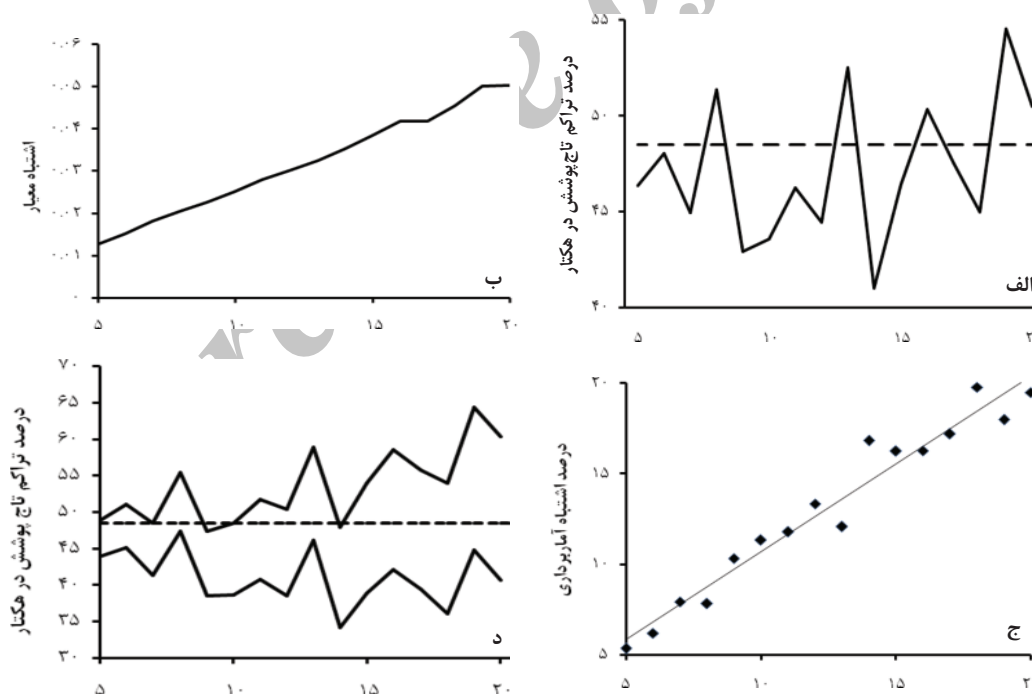 ۵۵
۵۰
۴۵
۴۰
درصد تراکم تاج‌پوشش در هکتار
الف
۵ ۱۰ ۱۵
۰.۰۶
۰.۰۵
۰.۰۴
۰.۰۳
۰.۰۲
۰.۰۱
۰
اشتباه معیار
ب
۵ ۱۰ ۱۵ ۲۰
۲۰
۱۵
۱۰
۵
درصد اشتباه آماربرداری
ج
۵ ۱۰ ۱۵ ۲۰
۷۰
۶۵
۶۰
۵۵
۵۰
۴۵
۴۰
۳۵
۳۰
درصد تراکم تاج پوشش در هکتار
د
۵ ۱۰ ۱۵ ۲۰